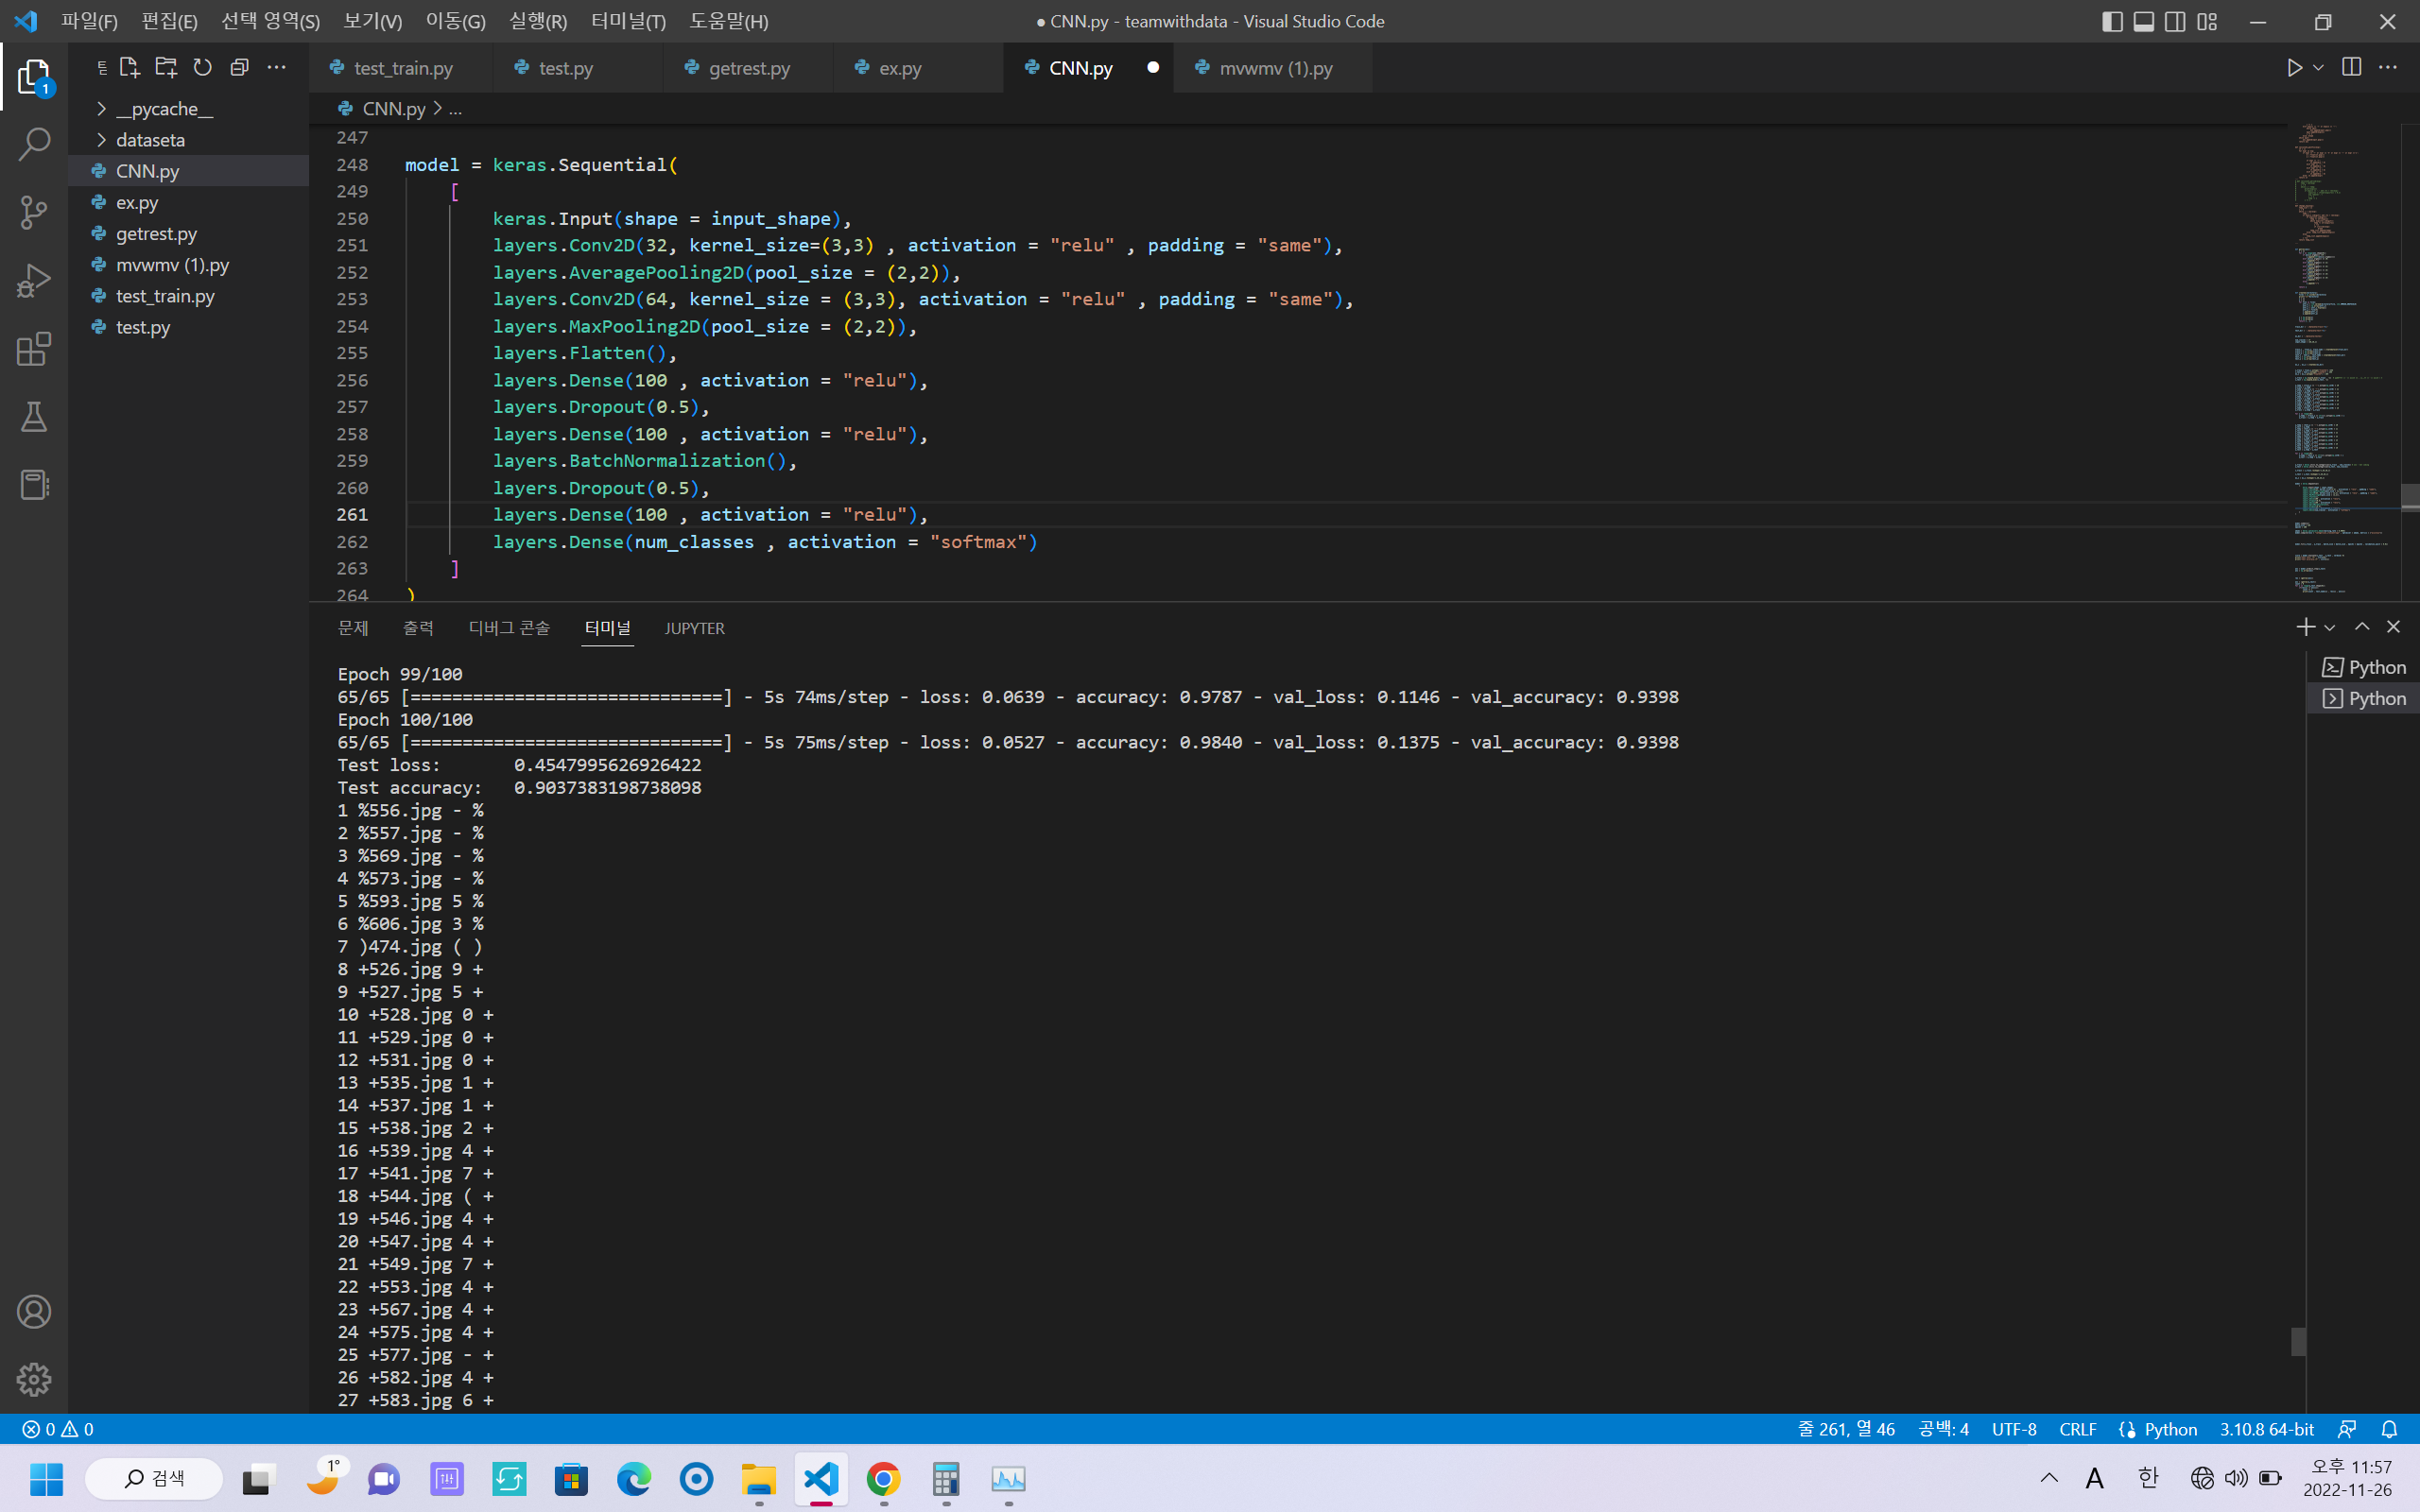 파일(F) 편집(E) 선택 영역(S) 보기(V) 이동(G) 실행(R) 터미널(T) 도움말(H)
● CNN.py - teamwithdata - Visual Studio Code
test_train.py test.py getrest.py ex.py CNN.py mvwmv (1).py
1
__pycache__
dataseta
CNN.py
ex.py
getrest.py
mvwmv (1).py
test_train.py
test.py
CNN.py > ...
247
248 model = keras.Sequential(
249 [
250 keras.Input(shape = input_shape),
251 layers.Conv2D(32, kernel_size=(3,3) , activation = "relu" , padding = "same"),
252 layers.AveragePooling2D(pool_size = (2,2)),
253 layers.Conv2D(64, kernel_size = (3,3), activation = "relu" , padding = "same"),
254 layers.MaxPooling2D(pool_size = (2,2)),
255 layers.Flatten(),
256 layers.Dense(100 , activation = "relu"),
257 layers.Dropout(0.5),
258 layers.Dense(100 , activation = "relu"),
259 layers.BatchNormalization(),
260 layers.Dropout(0.5),
261 layers.Dense(100 , activation = "relu"),
262 layers.Dense(num_classes , activation = "softmax")
263 ]
264 )
문제 출력 디버그 콘솔 터미널 JUPYTER
Python
Python
Epoch 99/100
65/65 [==============================] - 5s 74ms/step - loss: 0.0639 - accuracy: 0.9787 - val_loss: 0.1146 - val_accuracy: 0.9398
Epoch 100/100
65/65 [==============================] - 5s 75ms/step - loss: 0.0527 - accuracy: 0.9840 - val_loss: 0.1375 - val_accuracy: 0.9398
Test loss: 0.4547995626926422
Test accuracy: 0.9037383198738098
1 %556.jpg - %
2 %557.jpg - %
3 %569.jpg - %
4 %573.jpg - %
5 %593.jpg 5 %
6 %606.jpg 3 %
7 )474.jpg ( )
8 +526.jpg 9 +
9 +527.jpg 5 +
10 +528.jpg 0 +
11 +529.jpg 0 +
12 +531.jpg 0 +
13 +535.jpg 1 +
14 +537.jpg 1 +
15 +538.jpg 2 +
16 +539.jpg 4 +
17 +541.jpg 7 +
18 +544.jpg ( +
19 +546.jpg 4 +
20 +547.jpg 4 +
21 +549.jpg 7 +
22 +553.jpg 4 +
23 +567.jpg 4 +
24 +575.jpg 4 +
25 +577.jpg - +
26 +582.jpg 4 +
27 +583.jpg 6 +
0 0
줄 261, 열 46 공백: 4 UTF-8 CRLF Python 3.10.8 64-bit
검색
1°
A 한
오후 11:57
2022-11-26